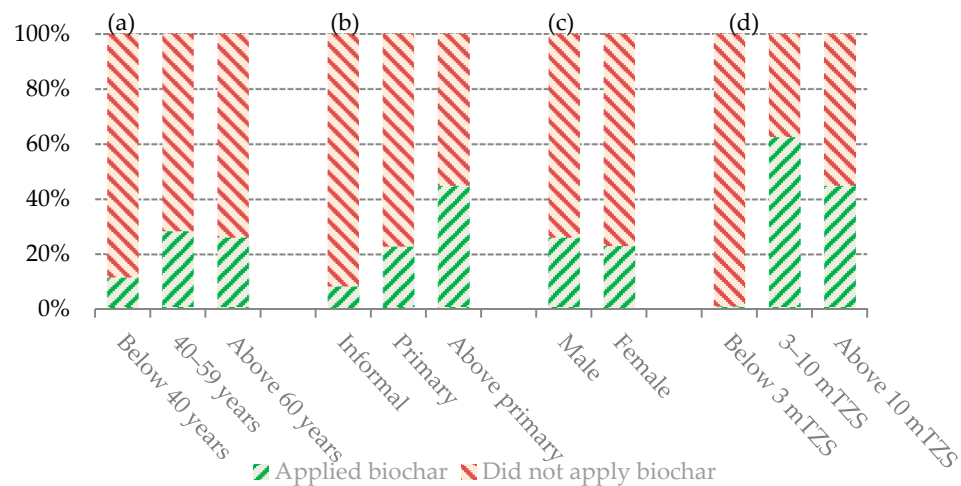 (a) (b) (c) (d)
100%
80%
60%
40%
20%
0%
Below 40 years
40–59 years
Above 60 years
Informal
Primary
Above primary
Male
Female
Below 3 mTZS
3–10 mTZS
Above 10 mTZS
Applied biochar Did not apply biochar